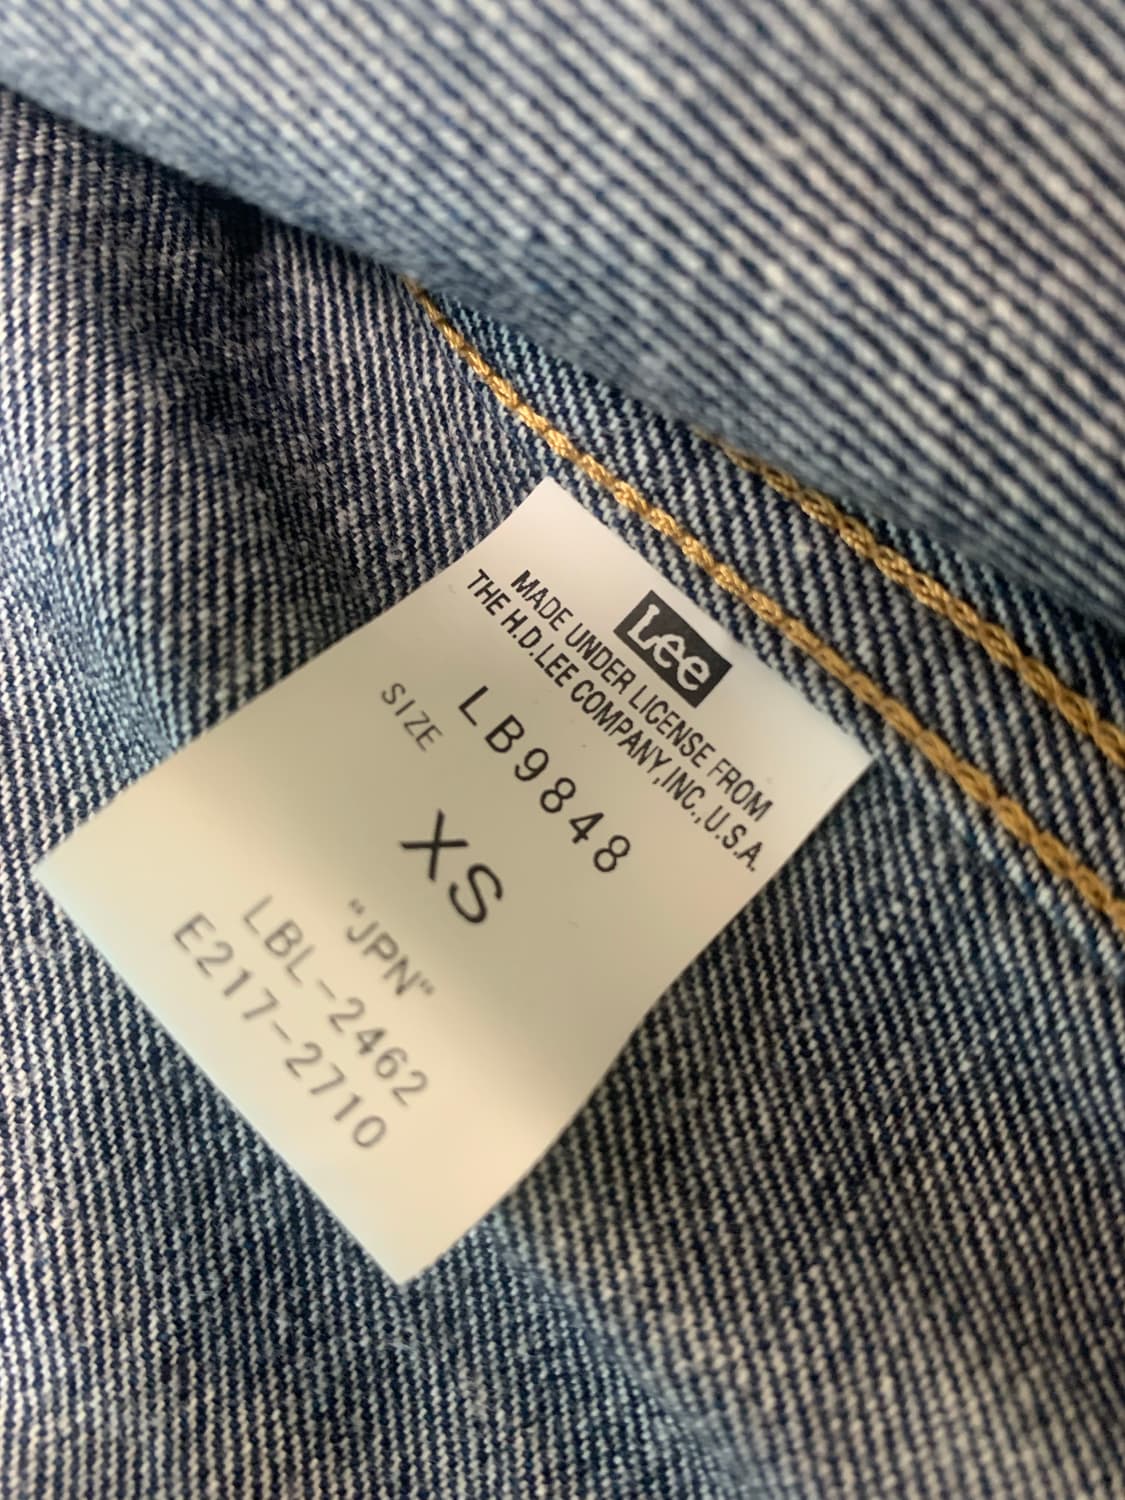 Lee
MADE UNDER LICENSE FROM
THE H.D.LEE COMPANY,INC.,U.S.A.
LB9848
SIZE
XS
"JPN"
LBL-2462
E217-2710